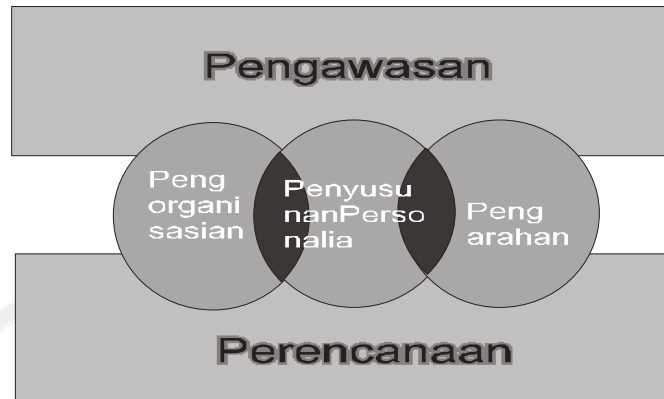 Pengawasan
Peng
organi
sasian
Penyusu
nanPerso
nalia
Peng
arahan
Perencanaan